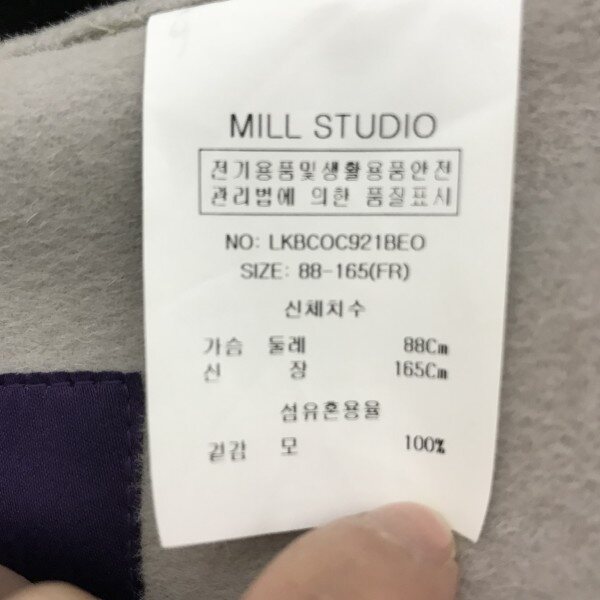 MILL STUDIO
전기용품및생활용품안전
관리법에 의한 품질표시
NO: LKBCOC921BEO
SIZE: 88-165(FR)
신체치수
가슴 둘레 88Cm
신 장 165Cm
섬유혼용율
겉감 모 100%